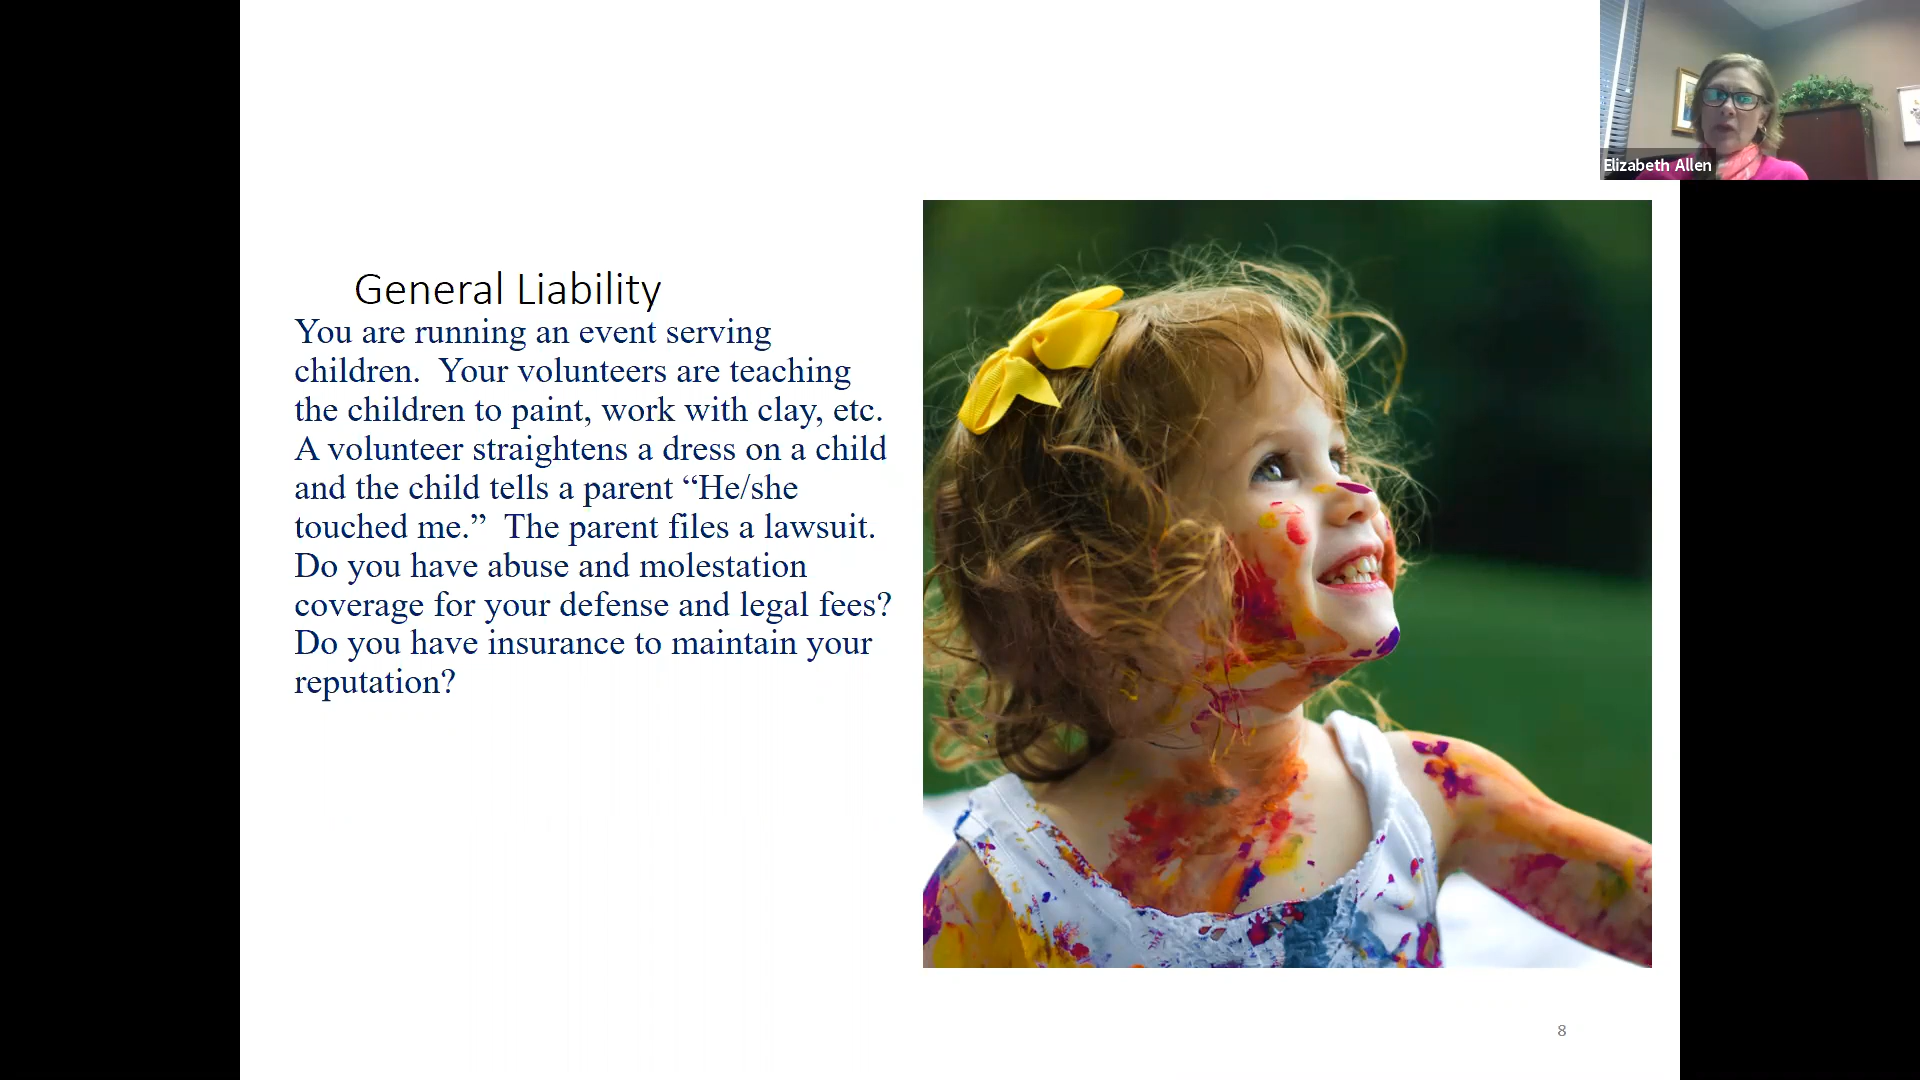 Elizabeth Allen
General Liability
You are running an event serving
children.  Your volunteers are teaching
the children to paint, work with clay, etc.
A volunteer straightens a dress on a child
and the child tells a parent “He/she
touched me.”  The parent files a lawsuit.
Do you have abuse and molestation
coverage for your defense and legal fees?
Do you have insurance to maintain your
reputation?
8